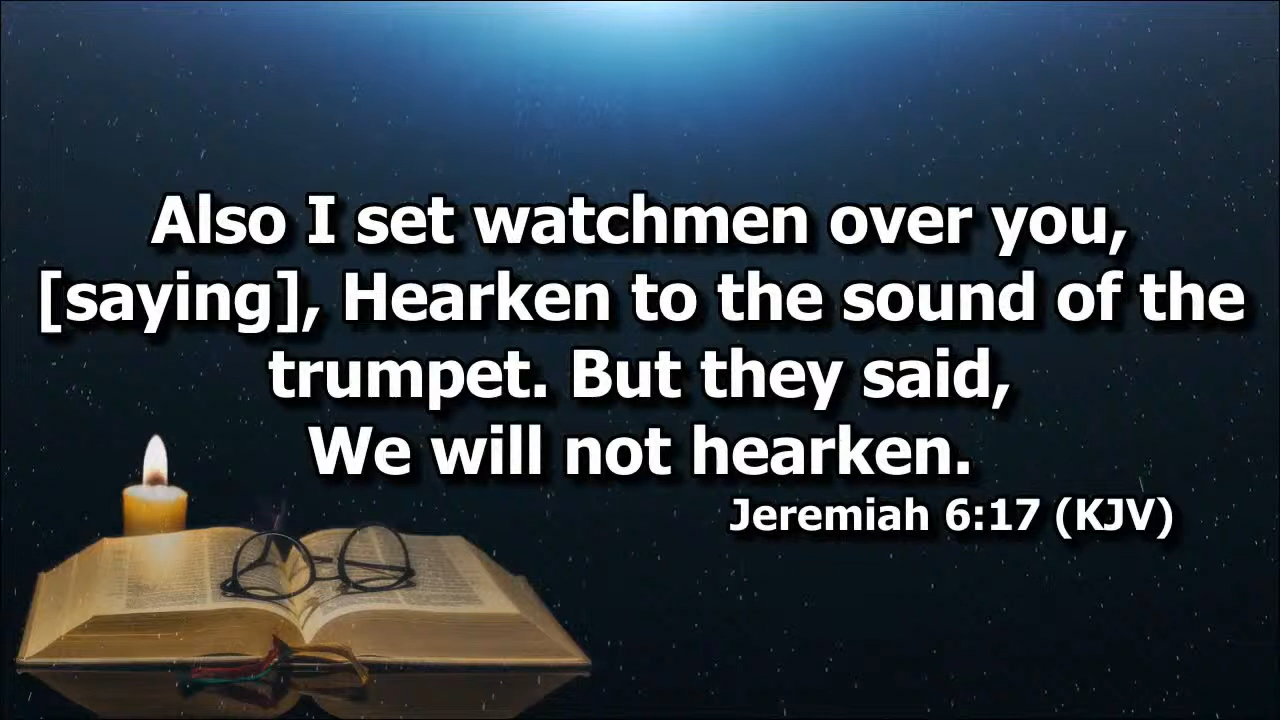 Also I set watchmen over you,
[saying], Hearken to the sound of the
trumpet. But they said,
We will not hearken.
Jeremiah 6:17 (KJV)